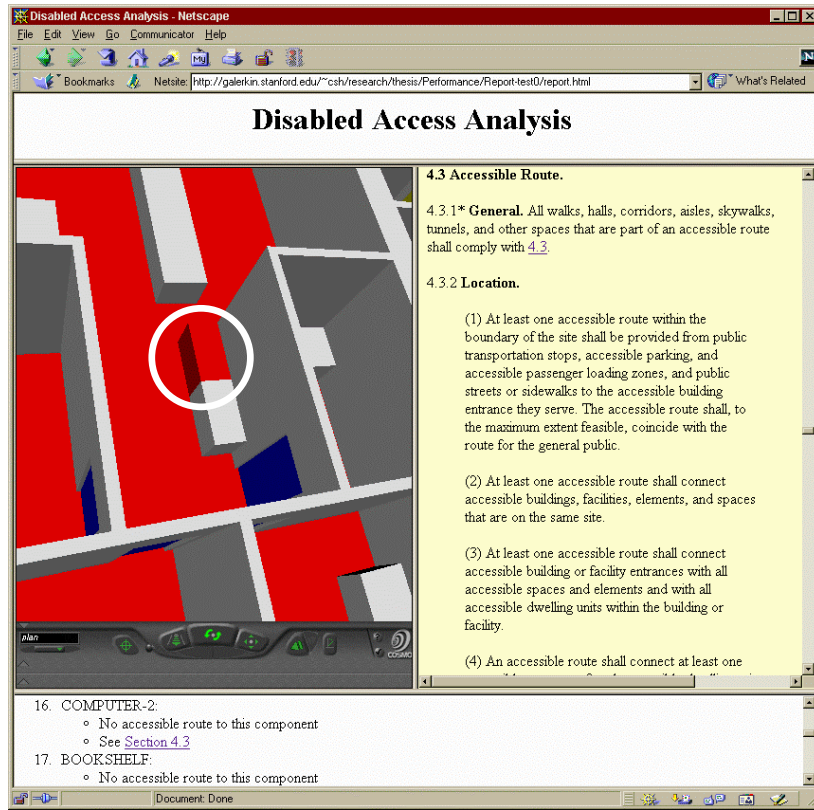 Disabled Access Analysis - Netscape
File Edit View Go Communicator Help
My
N
Bookmarks Netsite: http://galerkin.stanford.edu/~csh/research/thesis/Performance/Report-test0/report.html What's Related
Disabled Access Analysis
4.3 Accessible Route.
4.3.1* General. All walks, halls, corridors, aisles, skywalks,
tunnels, and other spaces that are part of an accessible route
shall comply with 4.3.
4.3.2 Location.
(1) At least one accessible route within the
boundary of the site shall be provided from public
transportation stops, accessible parking, and
accessible passenger loading zones, and public
streets or sidewalks to the accessible building
entrance they serve. The accessible route shall, to
the maximum extent feasible, coincide with the
route for the general public.
(2) At least one accessible route shall connect
accessible buildings, facilities, elements, and spaces
that are on the same site.
(3) At least one accessible route shall connect
accessible building or facility entrances with all
accessible spaces and elements and with all
accessible dwelling units within the building or
facility.
(4) An accessible route shall connect at least one
plan
COSMO
16. COMPUTER-2:
No accessible route to this component
See Section 4.3
17. BOOKSHELF:
No accessible route to this component
Document: Done